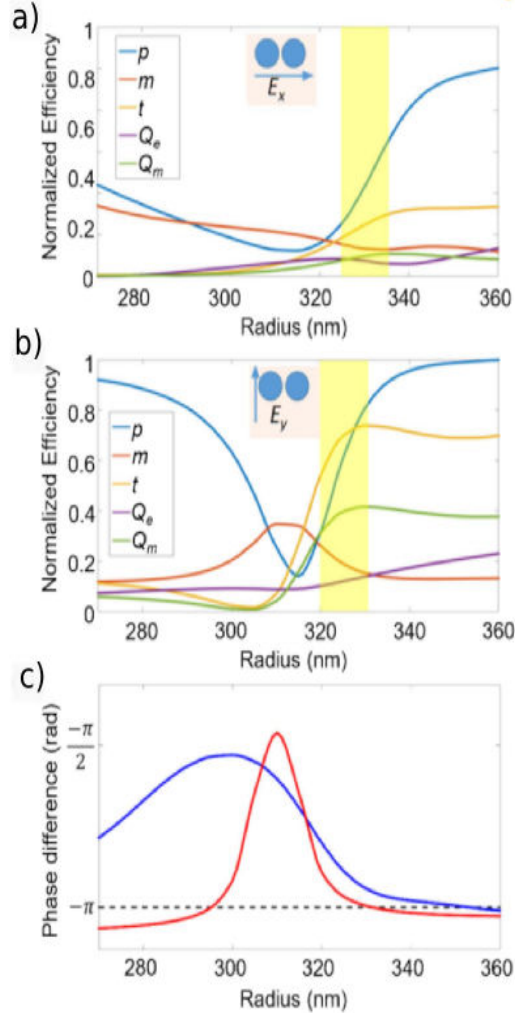 a)
Normalized Efficiency
1
0.8
0.6
0.4
0.2
0
p
m
t
Qe
Qm
Ex
280 300 320 340 360
Radius (nm)
b)
Normalized Efficiency
1
0.8
0.6
0.4
0.2
0
p
m
t
Qe
Qm
Ey
280 300 320 340 360
Radius (nm)
c)
Phase difference (rad)
-π
2
-π
280 300 320 340 360
Radius (nm)